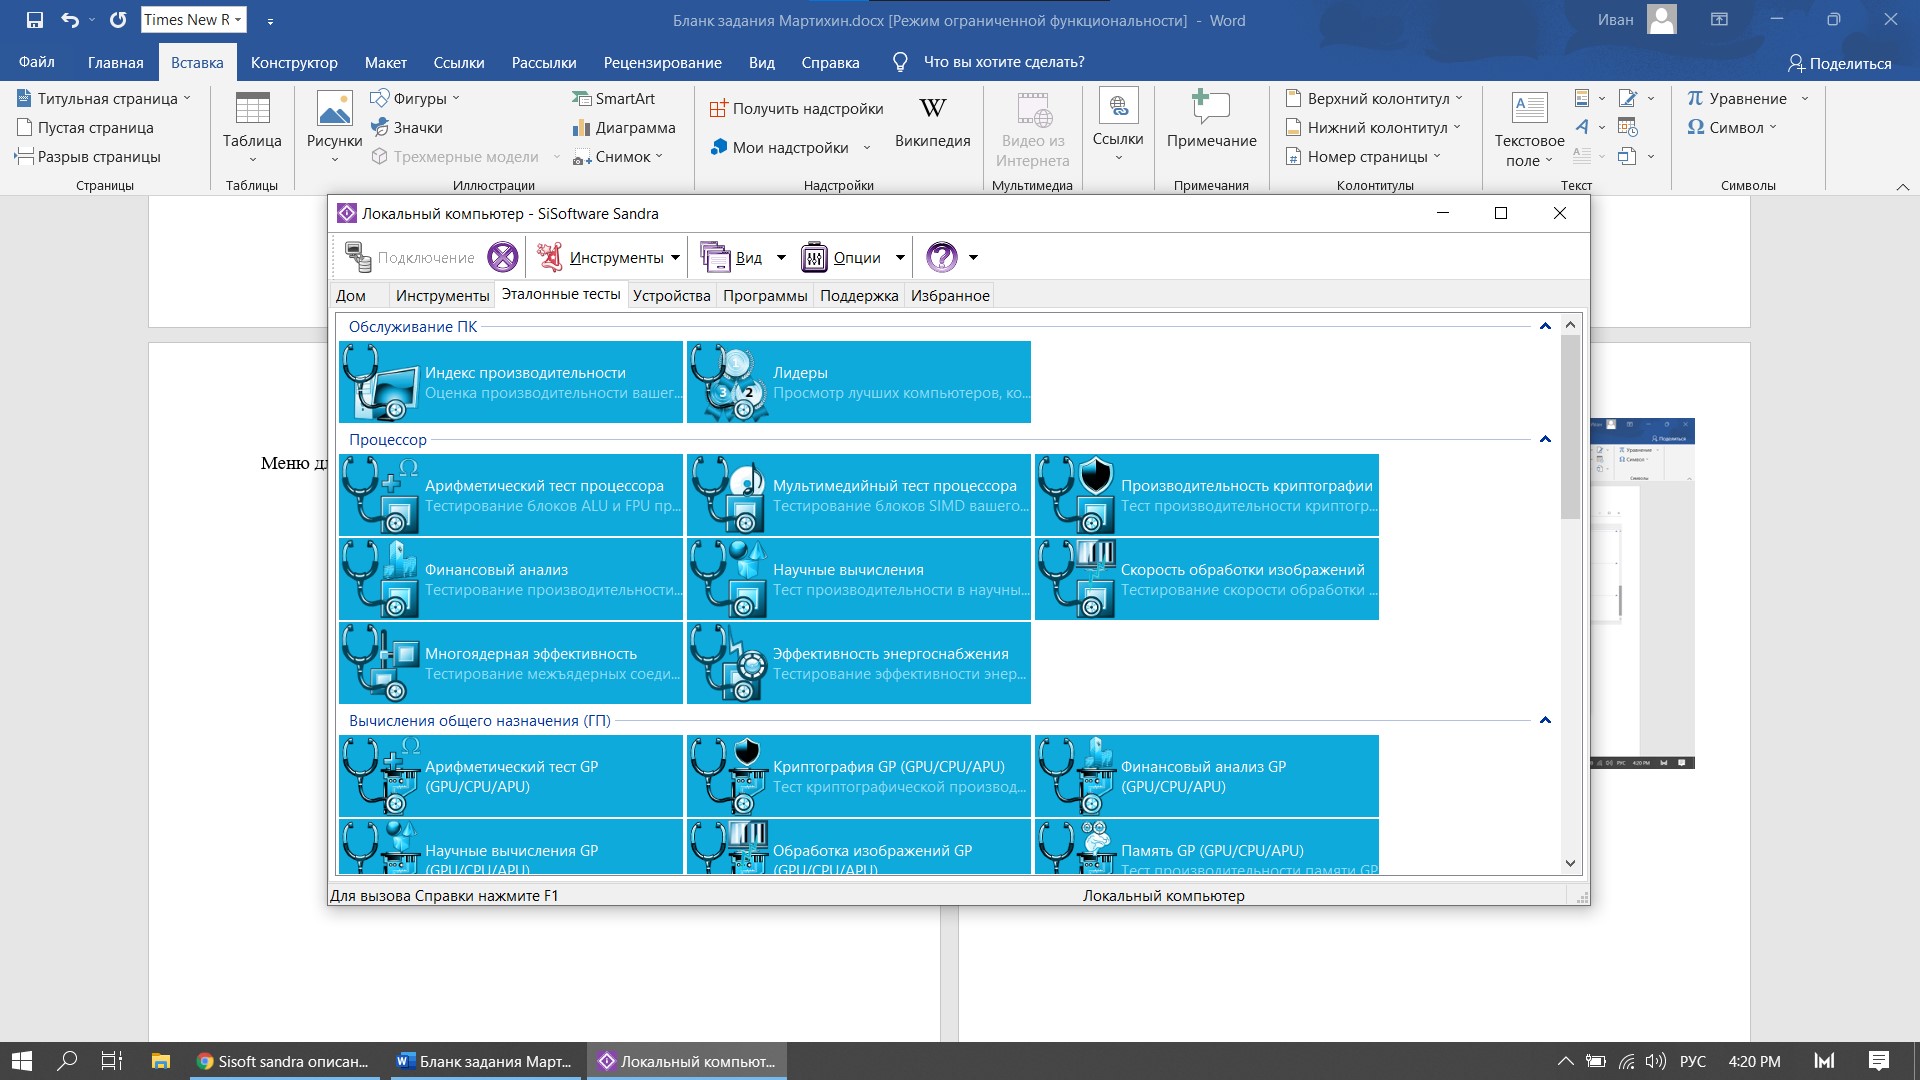 Times New R
Бланк задания Мартихин.docx [Режим ограниченной функциональности] - Word
Иван
Файл
Главная
Вставка
Конструктор
Макет
Ссылки
Рассылки
Рецензирование
Вид
Справка
Что вы хотите сделать?
Поделиться
Титульная страница
Пустая страница
Разрыв страницы
Страницы
Таблица
Таблицы
Рисунки
Фигуры
Значки
Трехмерные модели
SmartArt
Диаграмма
Снимок
Иллюстрации
Получить надстройки
Мои надстройки
Википедия
Надстройки
Видео из
Интернета
Мультимедиа
Ссылки
Примечание
Примечания
Верхний колонтитул
Нижний колонтитул
Номер страницы
Колонтитулы
Текстовое
поле
Текст
Уравнение
Символ
Символы
Локальный компьютер - SiSoftware Sandra
Подключение
Инструменты
Вид
Опции
Дом
Инструменты
Эталонные тесты
Устройства
Программы
Поддержка
Избранное
Обслуживание ПК
Индекс производительности
Оценка производительности вашег...
Лидеры
Просмотр лучших компьютеров, ко...
Процессор
Арифметический тест процессора
Тестирование блоков ALU и FPU пр...
Мультимедийный тест процессора
Тестирование блоков SIMD вашего...
Производительность криптографии
Тест производительности криптогр...
Финансовый анализ
Тестирование производительности...
Научные вычисления
Тест производительности в научны...
Скорость обработки изображений
Тестирование скорости обработки ...
Многоядерная эффективность
Тестирование межъядерных соеди...
Эффективность энергоснабжения
Тестирование эффективности энер...
Вычисления общего назначения (ГП)
Арифметический тест GP
(GPU/CPU/APU)
Криптография GP (GPU/CPU/APU)
Тест криптографической производ...
Финансовый анализ GP
(GPU/CPU/APU)
Научные вычисления GP
(GPU/CPU/APU)
Обработка изображений GP
(GPU/CPU/APU)
Память GP (GPU/CPU/APU)
Тест производительности памяти GP
Для вызова Справки нажмите F1
Локальный компьютер
Меню дл
Sisoft sandra описан...
Бланк задания Март...
Локальный компьют...
РУС
4:20 PM